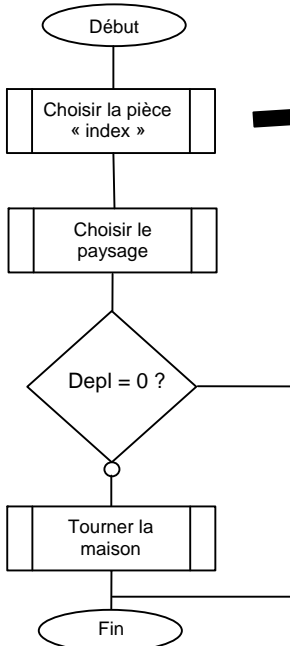 Début
Choisir la pièce
« index »
Choisir le
paysage
Depl = 0 ?
Tourner la
maison
Fin